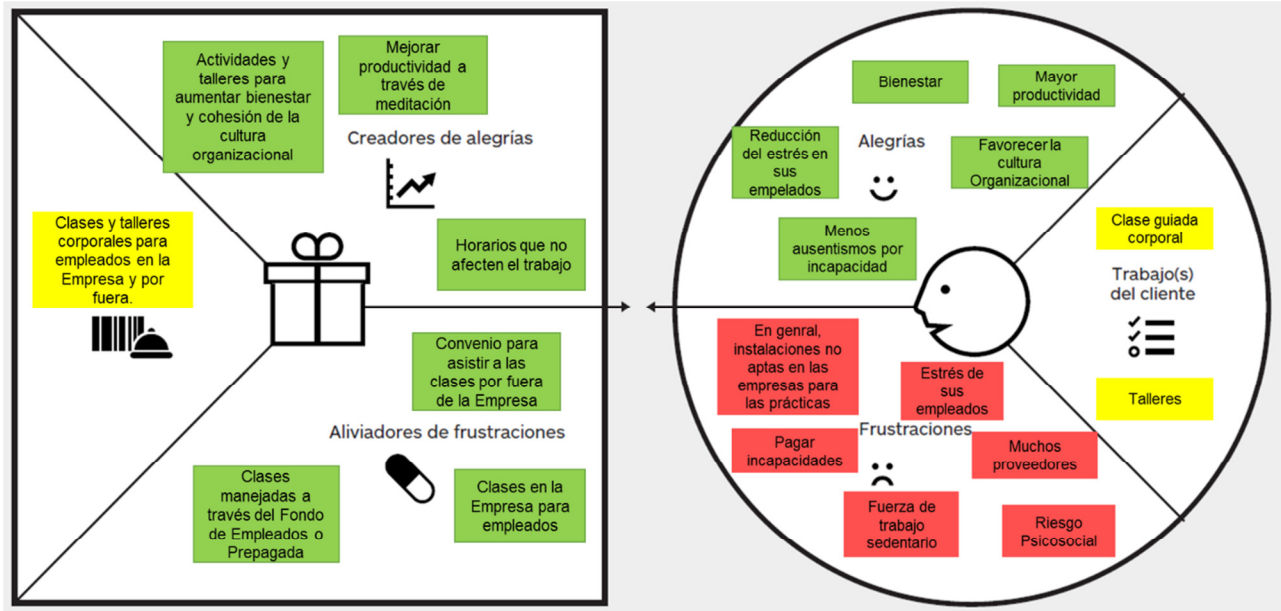 Actividades y
talleres para
aumentar bienestar
y cohesión de la
cultura
organizacional
Mejorar
productividad a
través de
meditación
Creadores de alegrías
Clases y talleres
corporales para
empleados en la
Empresa y por
fuera.
Horarios que no
afecten el trabajo
Convenio para
asistir a las
clases por fuera
de la Empresa
Aliviadores de frustraciones
Clases
manejadas a
través del Fondo
de Empleados o
Prepagada
Clases en la
Empresa para
empleados
Bienestar
Mayor
productividad
Reducción
del estrés en
sus
empelados
Alegrías
Favorecer la
cultura
Organizacional
Menos
ausentismos por
incapacidad
Clase guiada
corporal
Trabajo(s)
del cliente
Talleres
En genral,
instalaciones no
aptas en las
empresas para
las prácticas
Estrés de
sus
empleados
Frustraciones
Pagar
incapacidades
Muchos
proveedores
Fuerza de
trabajo
sedentario
Riesgo
Psicosocial